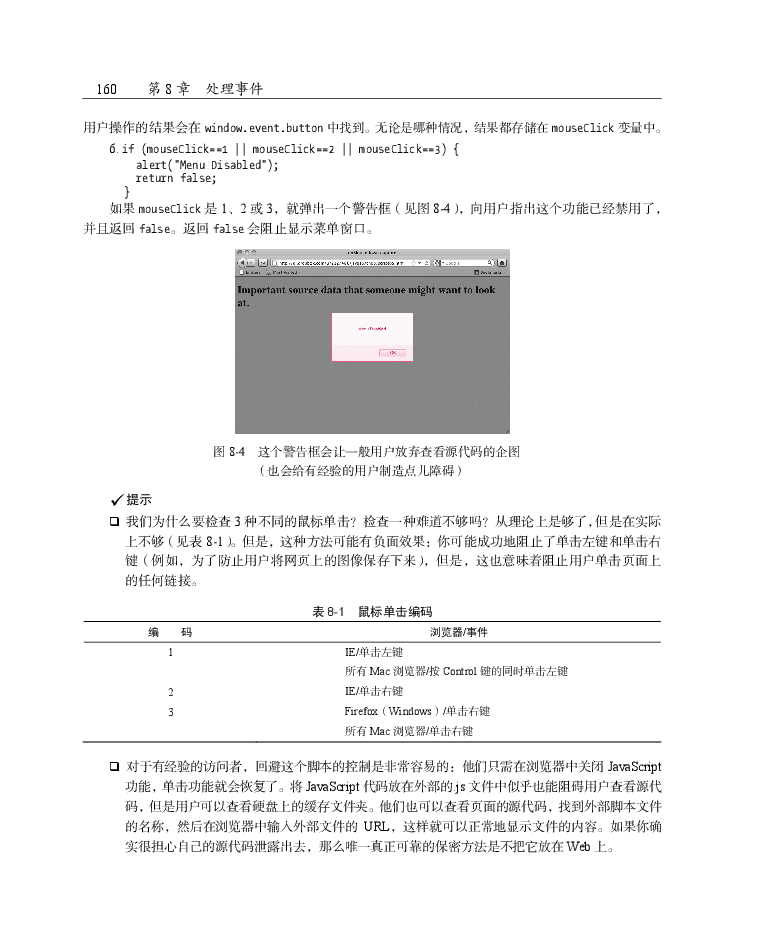 160 第 8 章 处理事件
用户操作的结果会在 window.event.button 中找到。无论是哪种情况，结果都存储在 mouseClick 变量中。
6. if (mouseClick==1 || mouseClick==2 || mouseClick==3) {
alert("Menu Disabled");
return false;
}
如果 mouseClick 是 1、2 或 3，就弹出一个警告框（见图 8-4），向用户指出这个功能已经禁用了，
并且返回 false。返回 false 会阻止显示菜单窗口。
Important source data that someone might want to look
at.
Menu Disabled
OK
图 8-4 这个警告框会让一般用户放弃查看源代码的企图
（也会给有经验的用户制造点儿障碍）
✓提示
❑ 我们为什么要检查 3 种不同的鼠标单击？检查一种难道不够吗？从理论上是够了，但是在实际
上不够（见表 8-1）。但是，这种方法可能有负面效果：你可能成功地阻止了单击左键和单击右
键（例如，为了防止用户将网页上的图像保存下来），但是，这也意味着阻止用户单击页面上
的任何链接。
表 8-1 鼠标单击编码
编 码 浏览器/事件
1 IE/单击左键
所有 Mac 浏览器/按 Control 键的同时单击左键
2 IE/单击右键
3 Firefox（Windows）/单击右键
所有 Mac 浏览器/单击右键
❑ 对于有经验的访问者，回避这个脚本的控制是非常容易的：他们只需在浏览器中关闭 JavaScript
功能，单击功能就会恢复了。将 JavaScript 代码放在外部的.js 文件中似乎也能阻碍用户查看源代
码，但是用户可以查看硬盘上的缓存文件夹。他们也可以查看页面的源代码，找到外部脚本文件
的名称，然后在浏览器中输入外部文件的 URL，这样就可以正常地显示文件的内容。如果你确
实很担心自己的源代码泄露出去，那么唯一真正可靠的保密方法是不把它放在 Web 上。